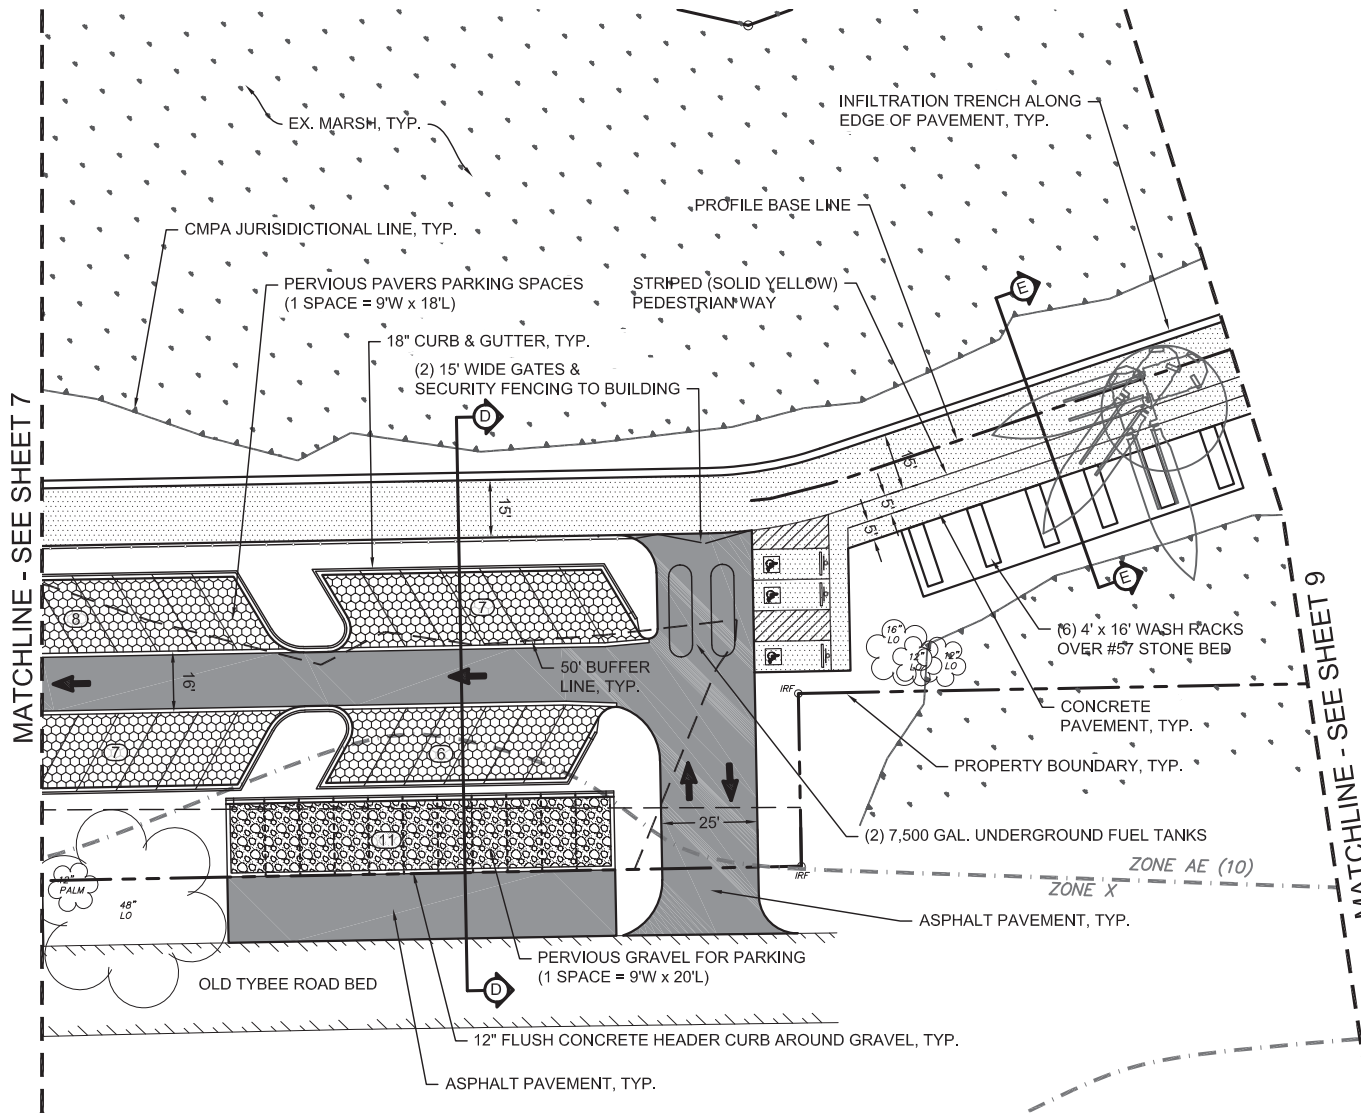 INFILTRATION TRENCH ALONG
EDGE OF PAVEMENT, TYP.
EX. MARSH, TYP.
PROFILE BASE LINE
CMPA JURISIDICTIONAL LINE, TYP.
PERVIOUS PAVERS PARKING SPACES
(1 SPACE = 9'W x 18'L)
STRIPED (SOLID YELLOW)
PEDESTRIAN WAY
E
18" CURB & GUTTER, TYP.
(2) 15' WIDE GATES &
SECURITY FENCING TO BUILDING
D
MATCHLINE - SEE SHEET 7
15'
15'
5'
5'
E
8
7
16"
LO
12"
LO
(6) 4' x 16' WASH RACKS
OVER #57 STONE BED
16'
50' BUFFER
LINE, TYP.
IRF
CONCRETE
PAVEMENT, TYP.
MATCHLINE - SEE SHEET 9
7
6
PROPERTY BOUNDARY, TYP.
25'
11
(2) 7,500 GAL. UNDERGROUND FUEL TANKS
IRF
ZONE AE (10)
ZONE X
PALM
48"
LO
ASPHALT PAVEMENT, TYP.
PERVIOUS GRAVEL FOR PARKING
(1 SPACE = 9'W x 20'L)
OLD TYBEE ROAD BED
D
12" FLUSH CONCRETE HEADER CURB AROUND GRAVEL, TYP.
ASPHALT PAVEMENT, TYP.